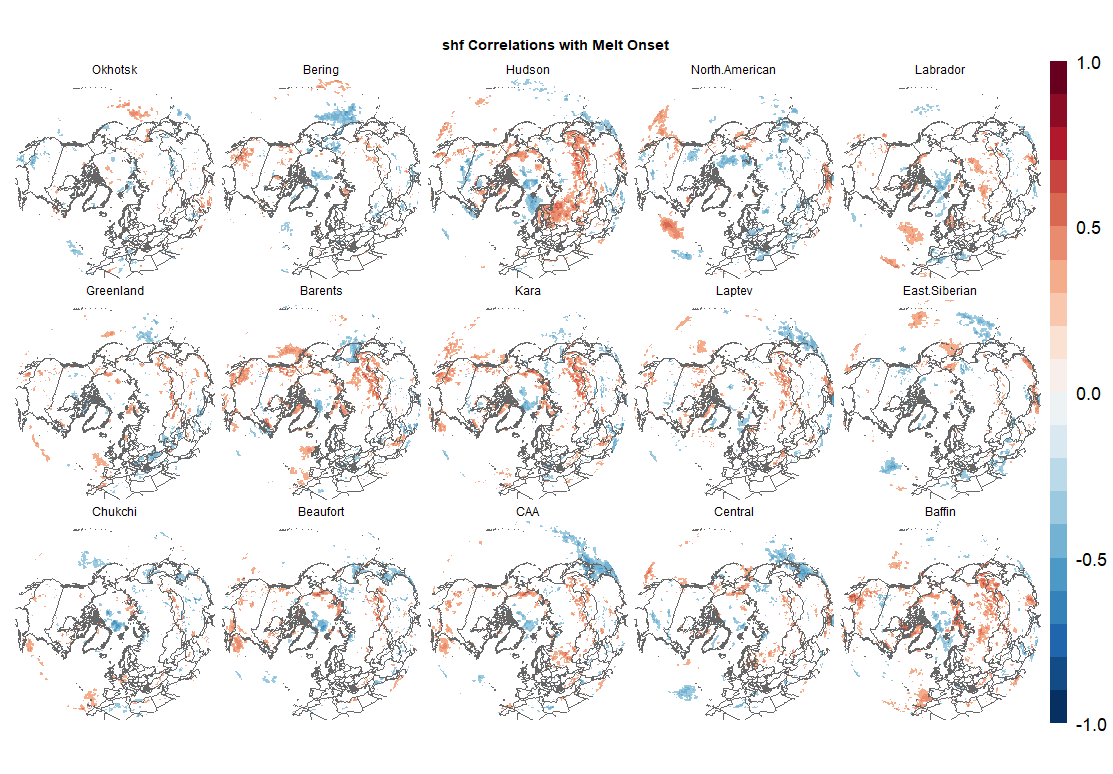 shf Correlations with Melt Onset
Okhotsk
Bering
Hudson
North.American
Labrador
Greenland
Barents
Kara
Laptev
East.Siberian
Chukchi
Beaufort
CAA
Central
Baffin
1.0
0.5
0.0
-0.5
-1.0